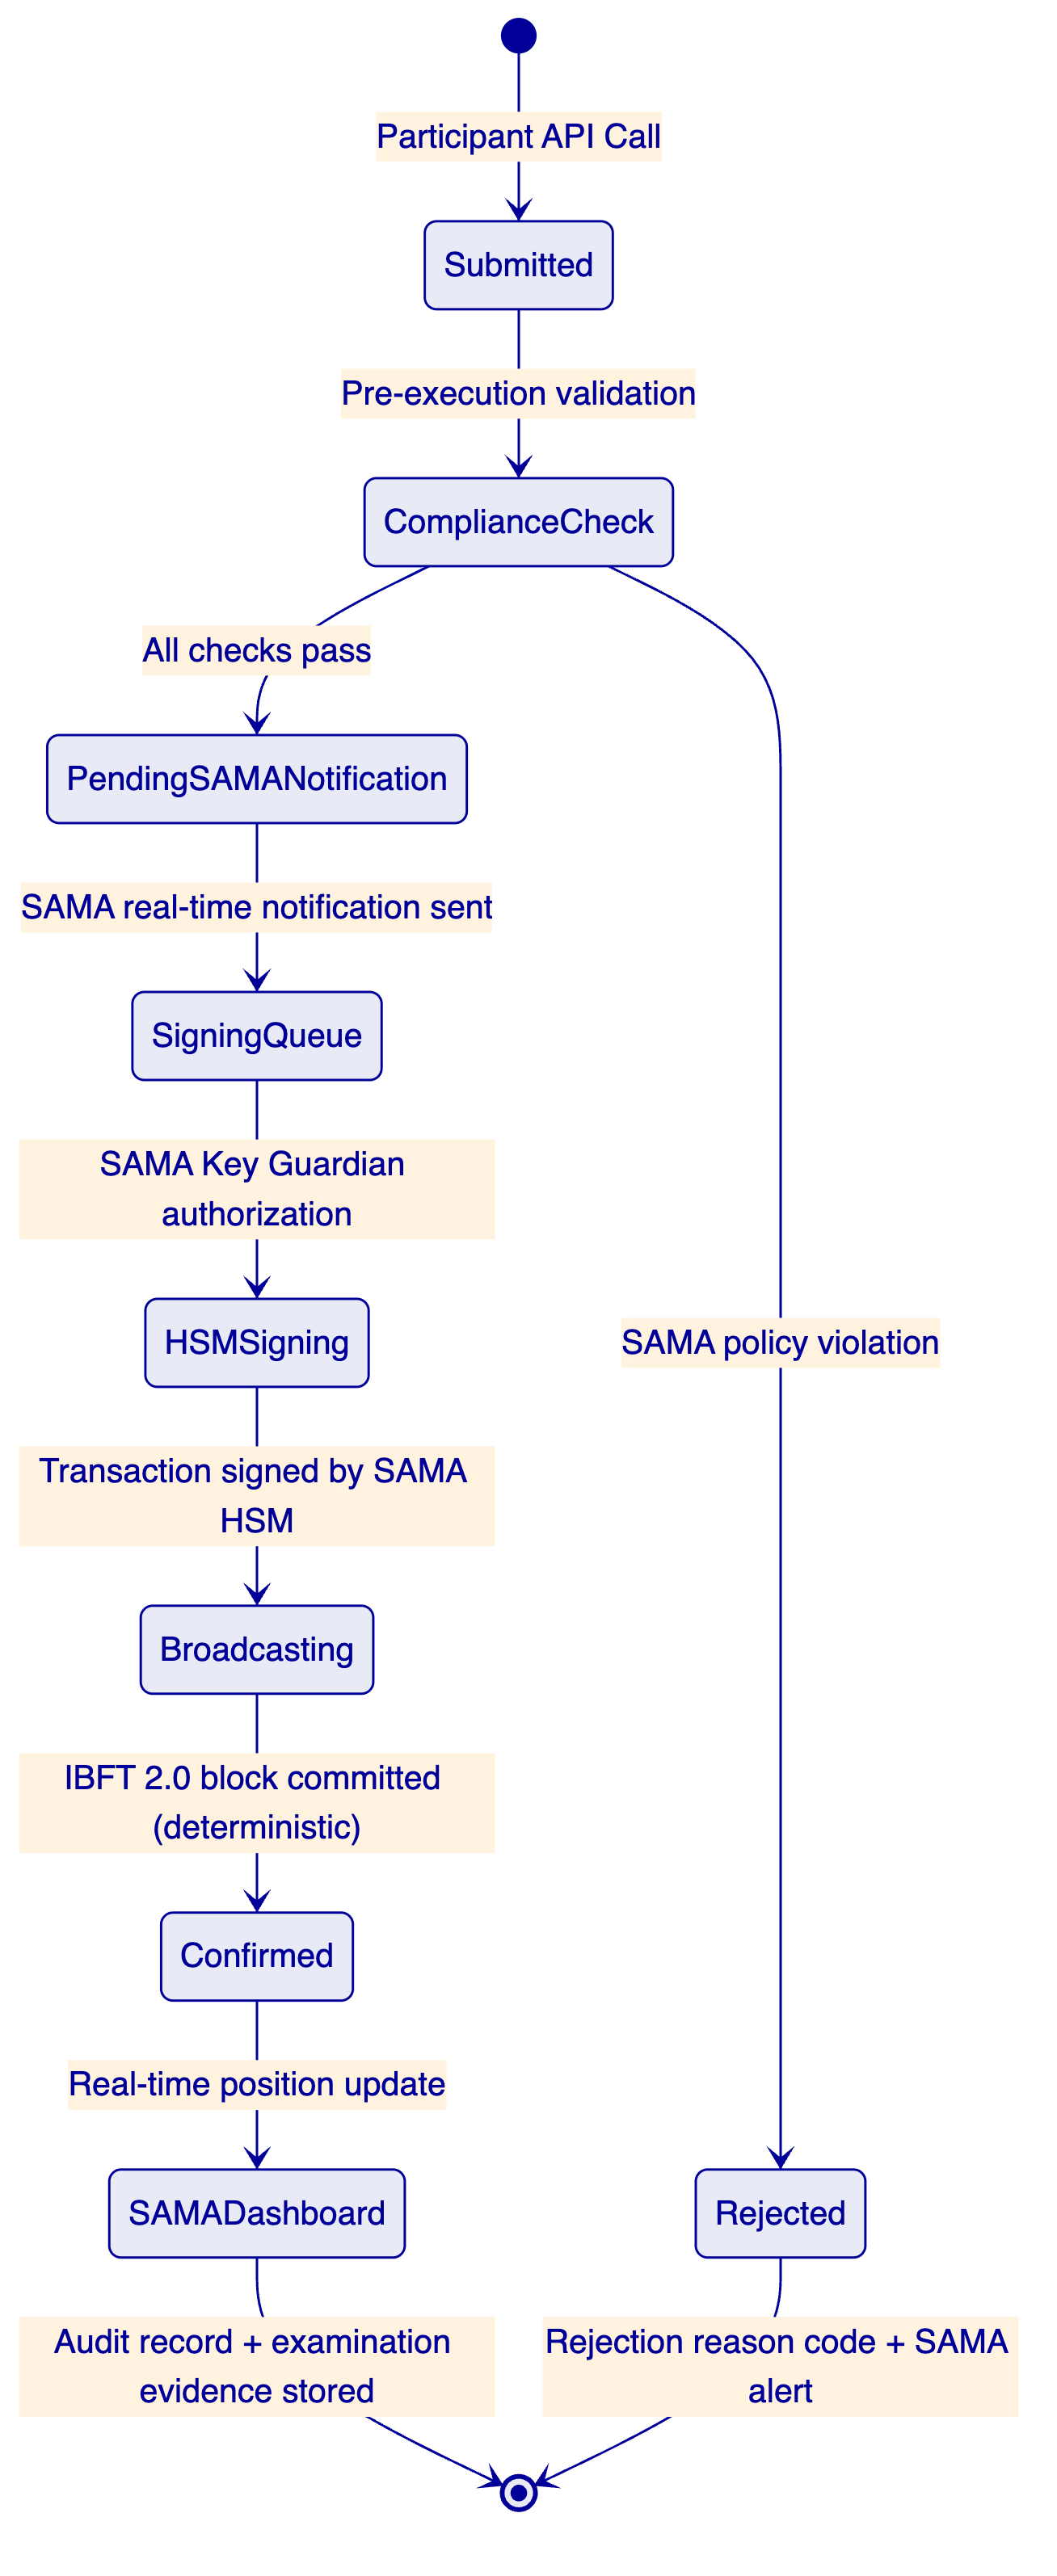 Participant API Call
Submitted
Pre-execution validation
ComplianceCheck
All checks pass
PendingSAMANotification
SAMA real-time notification sent
SigningQueue
SAMA Key Guardian
authorization
HSMSigning
SAMA policy violation
Transaction signed by SAMA
HSM
Broadcasting
IBFT 2.0 block committed
(deterministic)
Confirmed
Real-time position update
SAMADashboard
Rejected
Audit record + examination
evidence stored
Rejection reason code + SAMA
alert